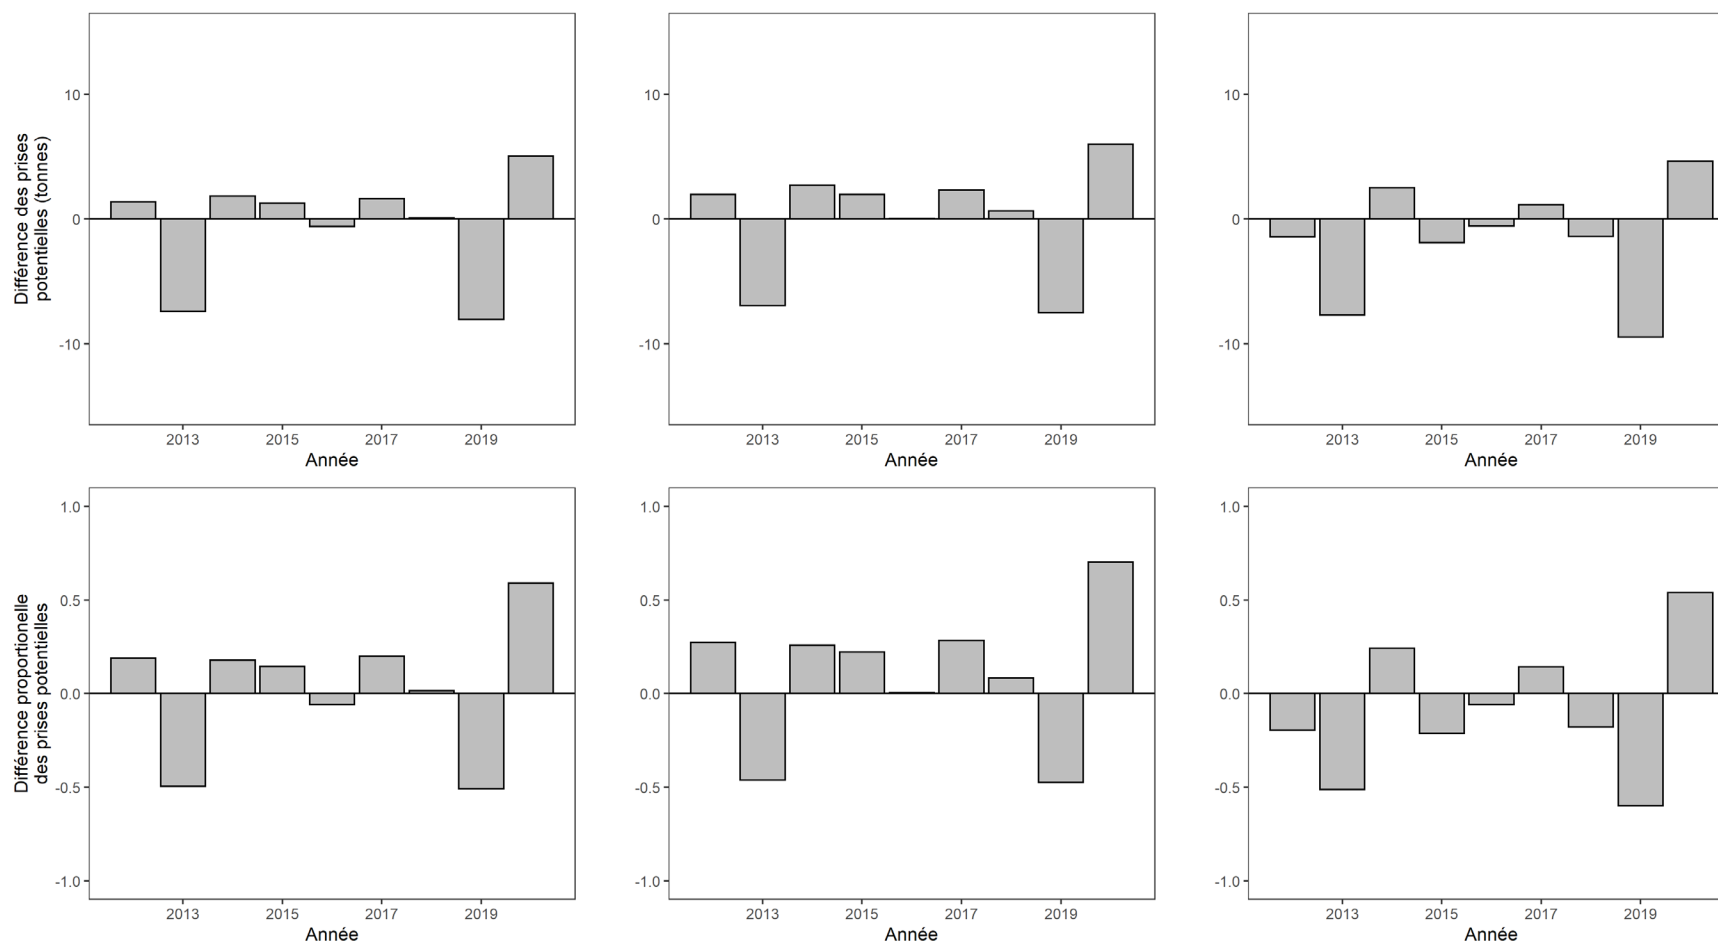 Différence des prises
potentielles (tonnes)
10
0
-10
2013 2015 2017 2019
Année
10
0
-10
2013 2015 2017 2019
Année
10
0
-10
2013 2015 2017 2019
Année
Différence proportionelle
des prises potentielles
1.0
0.5
0.0
-0.5
-1.0
2013 2015 2017 2019
Année
1.0
0.5
0.0
-0.5
-1.0
2013 2015 2017 2019
Année
1.0
0.5
0.0
-0.5
-1.0
2013 2015 2017 2019
Année